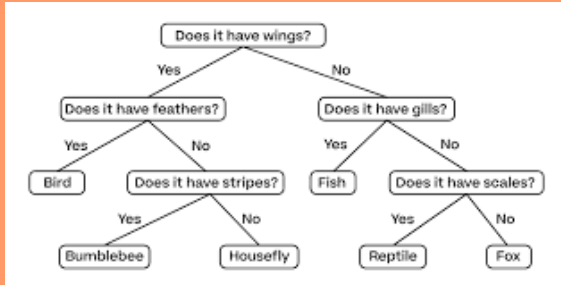 Does it have wings?
Yes
No
Does it have feathers?
Does it have gills?
Yes
No
Yes
No
Bird
Does it have stripes?
Fish
Does it have scales?
Yes
No
Yes
No
Bumblebee
Housefly
Reptile
Fox